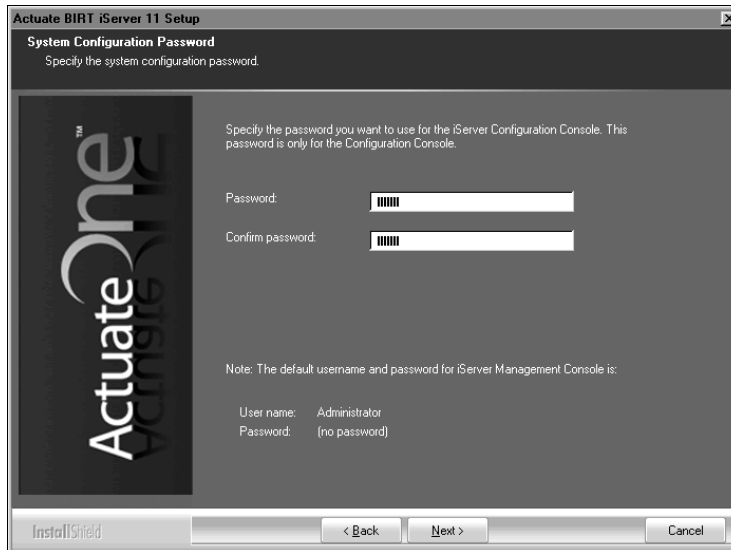 Actuate BIRT iServer 11 Setup
System Configuration Password
Specify the system configuration password.
ActuateOne™
Specify the password you want to use for the iServer Configuration Console. This
password is only for the Configuration Console.
Password:
Confirm password:
Note: The default username and password for iServer Management Console is:
User name: Administrator
Password: (no password)
InstallShield
< Back
Next >
Cancel